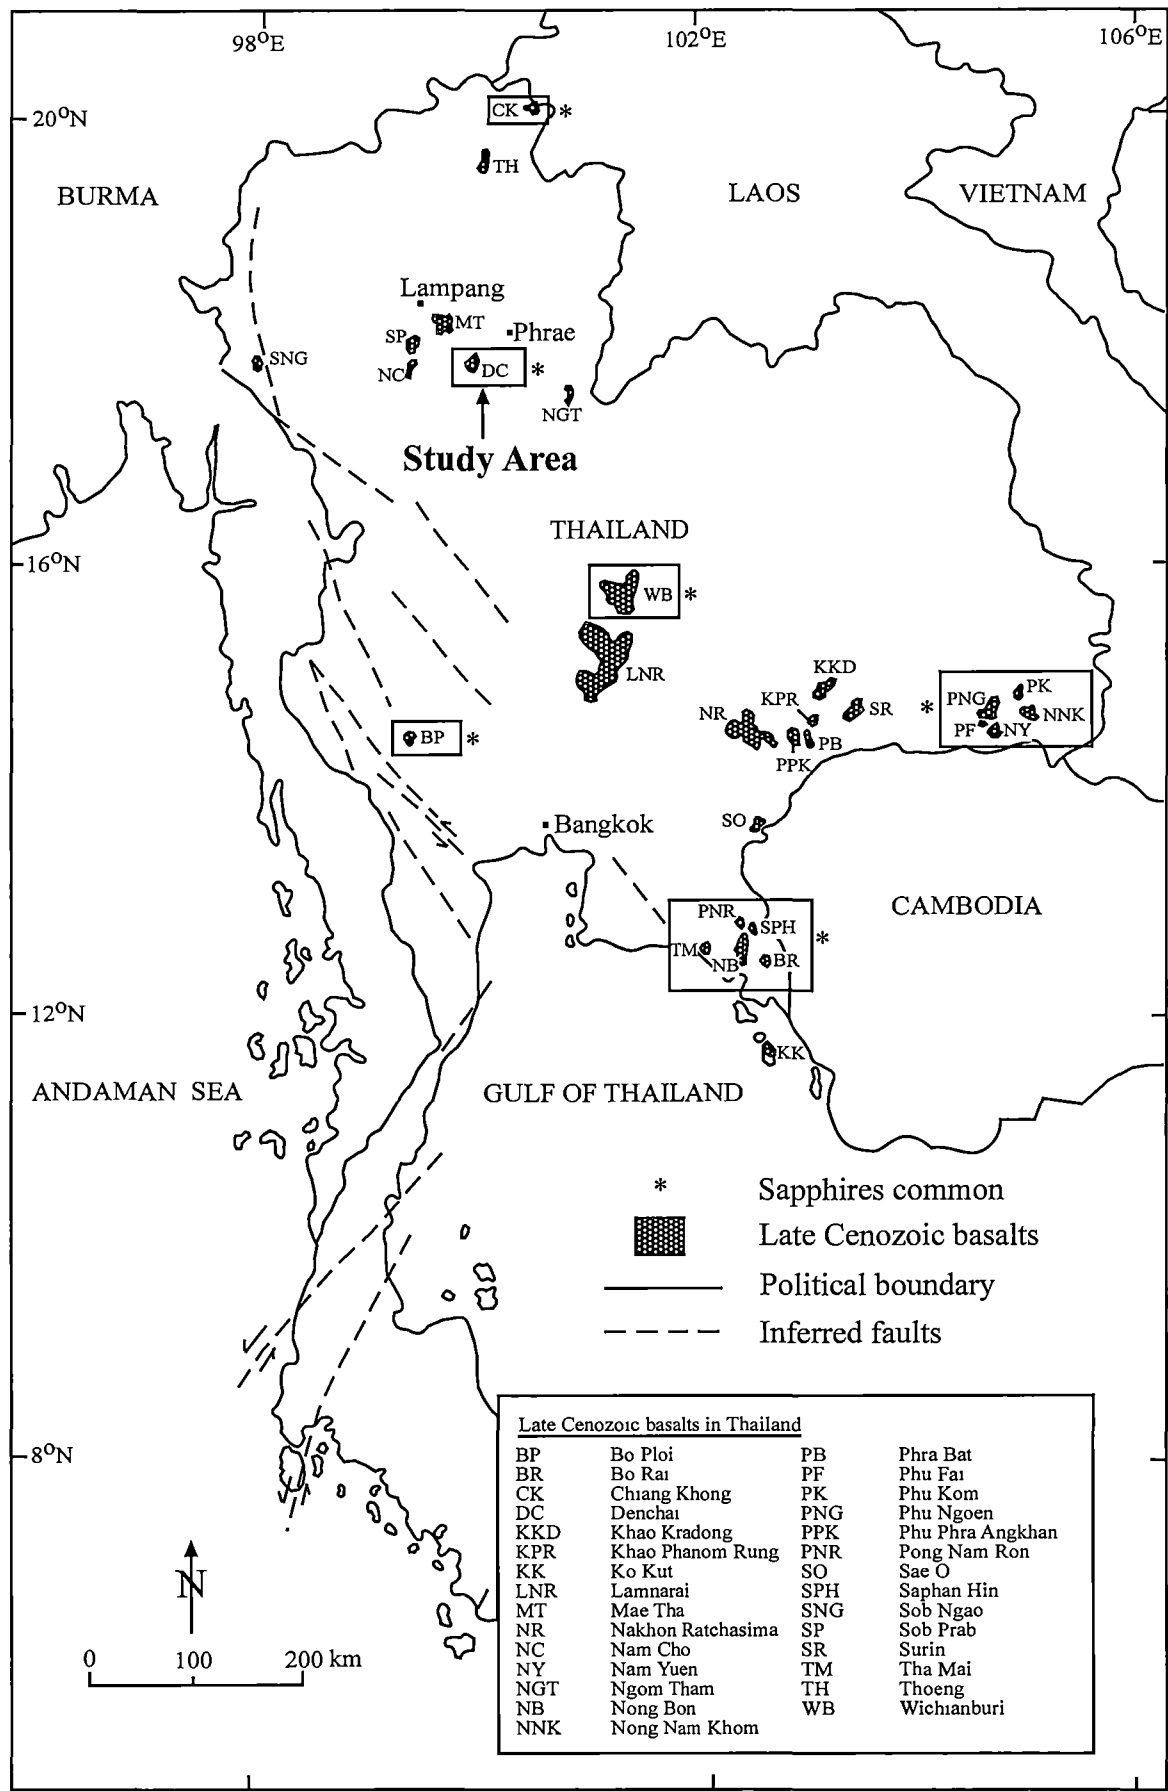 98°E 102°E 106°E
20°N
CK *
TH
BURMA LAOS VIETNAM
Lampang
MT
Phrae
SP
SNG
NC
DC *
NGT
Study Area
THAILAND
16°N
WB *
LNR
KKD
KPR
SR
NR
PB
PPK
*
PNG
PK
NNK
PF
NY
BP *
Bangkok
SO
CAMBODIA
PNR
SPH
*
TM
NB
BR
12°N
KK
ANDAMAN SEA
GULF OF THAILAND
* Sapphires common
Late Cenozoic basalts
Political boundary
Inferred faults
8°N
N
0 100 200 km
Late Cenozoic basalts in Thailand
BP Bo Ploi PB Phra Bat
BR Bo Rai PF Phu Fai
CK Chiang Khong PK Phu Kom
DC Denchai PNG Phu Ngoen
KKD Khao Kradong PPK Phu Phra Angkhan
KPR Khao Phanom Rung PNR Pong Nam Ron
KK Ko Kut SO Sae O
LNR Lamnarai SPH Saphan Hin
MT Mae Tha SNG Sob Ngao
NR Nakhon Ratchasima SP Sob Prab
NC Nam Cho SR Surin
NY Nam Yuen TM Tha Mai
NGT Ngom Tham TH Thoeng
NB Nong Bon WB Wichianburi
NNK Nong Nam Khom